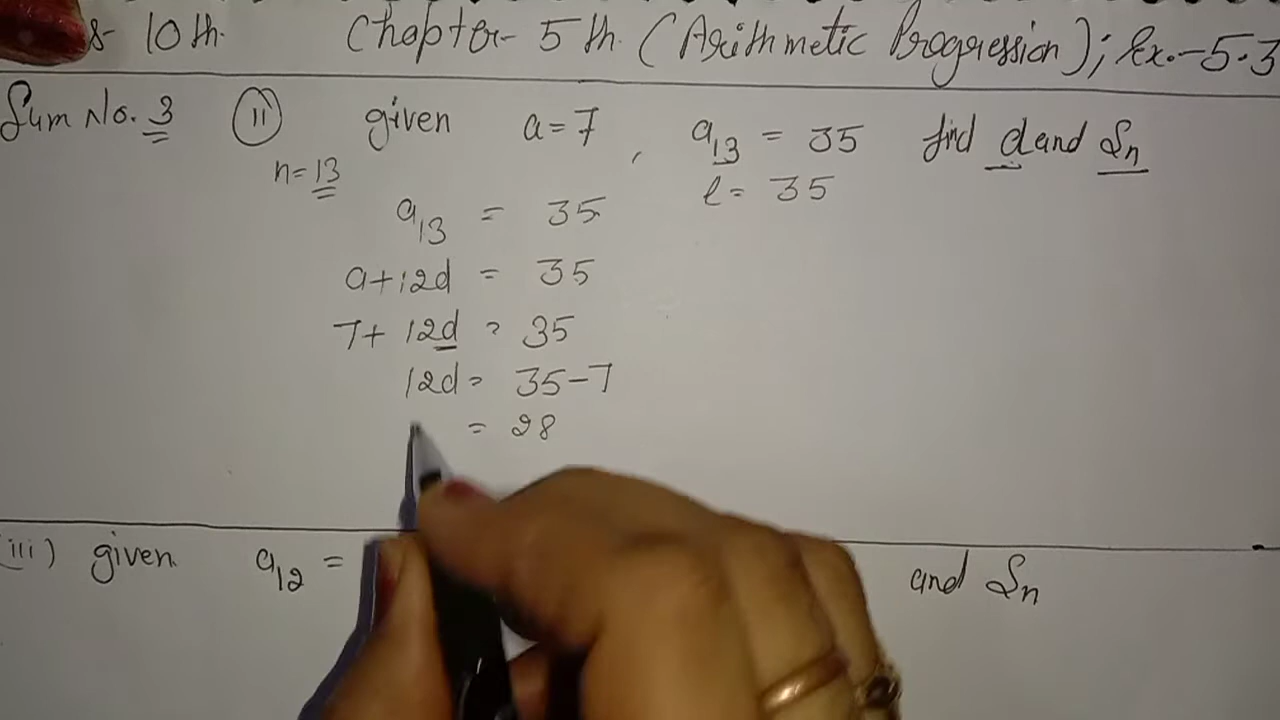 s- 10th. Chapter- 5th. (Arithmetic Progression); Ex.-5.3
Sum No. 3 (ii) given a=7, a13 = 35 find d and Sn
n=13 l= 35
a13 = 35
a+12d = 35
7+ 12d = 35
12d= 35-7
= 28
(iii) given a12 = and Sn